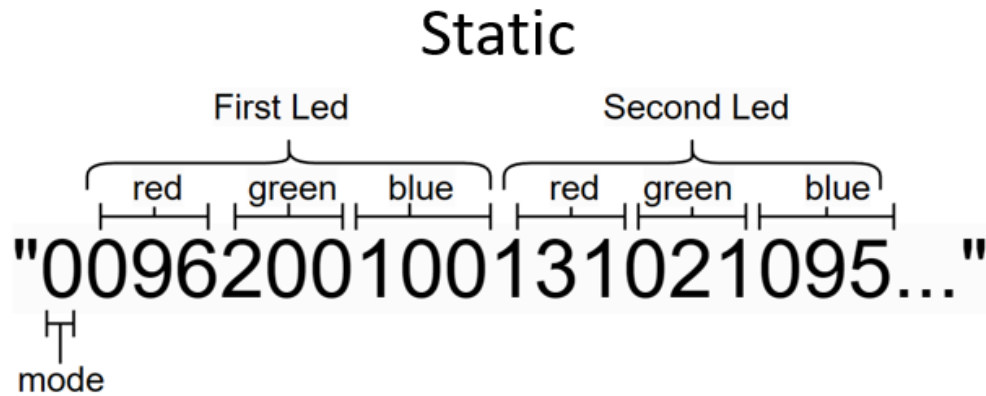 Static
First Led Second Led
red green blue red green blue
"0096200100131021095..."
mode